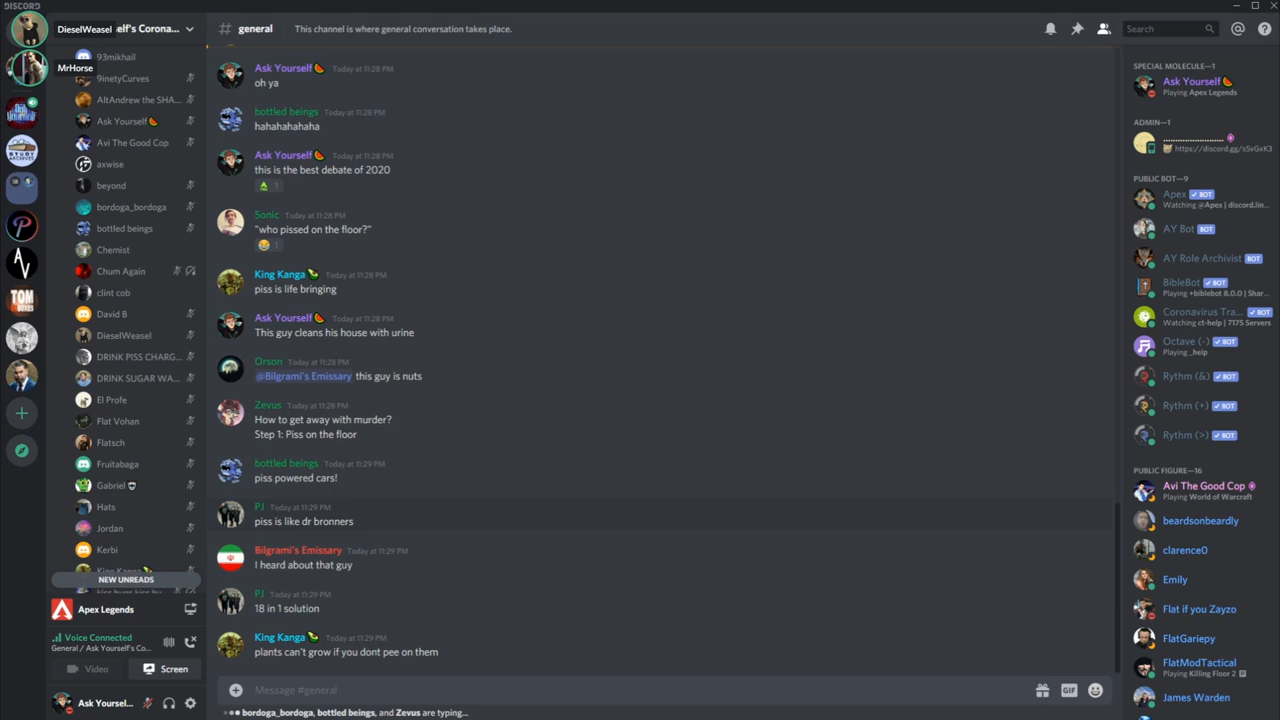 DISCORD
DieselWeasel
elf's Corona...
MrHorse
STUDY
ARCHIVES
P
AV
TOM
BOXES
93mikhail
9inetyCurves
AltAndrew the SHA...
Ask Yourself
Avi The Good Cop
axwise
beyond
bordoga_bordoga
bottled beings
Chemist
Chum Again
clint cob
David B
DieselWeasel
DRINK PISS CHARG...
DRINK SUGAR WA...
El Profe
Flat Vohan
Flatsch
Fruitabaga
Gabriel
Hats
Jordan
Kerbi
King Kanga
NEW UNREADS
Apex Legends
Voice Connected
General / Ask Yourself's Co...
Video
Screen
Ask Yoursel...
# general
This channel is where general conversation takes place.
Search
Ask Yourself Today at 11:28 PM
oh ya
bottled beings Today at 11:28 PM
hahahahahaha
Ask Yourself Today at 11:28 PM
this is the best debate of 2020
1
5onic Today at 11:28 PM
"who pissed on the floor?"
1
King Kanga Today at 11:28 PM
piss is life bringing
Ask Yourself Today at 11:28 PM
This guy cleans his house with urine
Orson Today at 11:28 PM
@Bilgrami's Emissary this guy is nuts
Zevus Today at 11:28 PM
How to get away with murder?
Step 1: Piss on the floor
bottled beings Today at 11:29 PM
piss powered cars!
PJ Today at 11:29 PM
piss is like dr bronners
Bilgrami's Emissary Today at 11:29 PM
I heard about that guy
PJ Today at 11:29 PM
18 in 1 solution
King Kanga Today at 11:29 PM
plants can't grow if you dont pee on them
Message #general
GIF
bordoga_bordoga, bottled beings, and Zevus are typing...
SPECIAL MOLECULE—1
Ask Yourself
Playing Apex Legends
ADMIN—1
https://discord.gg/s5vGxK3
PUBLIC BOT—9
Apex BOT
Watching @Apex | discord.lin...
AY Bot BOT
AY Role Archivist BOT
BibleBot BOT
Playing +biblebot 8.0.0 | Shar...
Coronavirus Tra... BOT
Watching ct-help | 7175 Servers
Octave (-) BOT
Playing _help
Rythm (&) BOT
Rythm (+) BOT
Rythm (>) BOT
PUBLIC FIGURE—16
Avi The Good Cop
Playing World of Warcraft
beardsonbeardly
clarence0
Emily
Flat if you Zayzo
FlatGariepy
FlatModTactical
Playing Killing Floor 2
James Warden